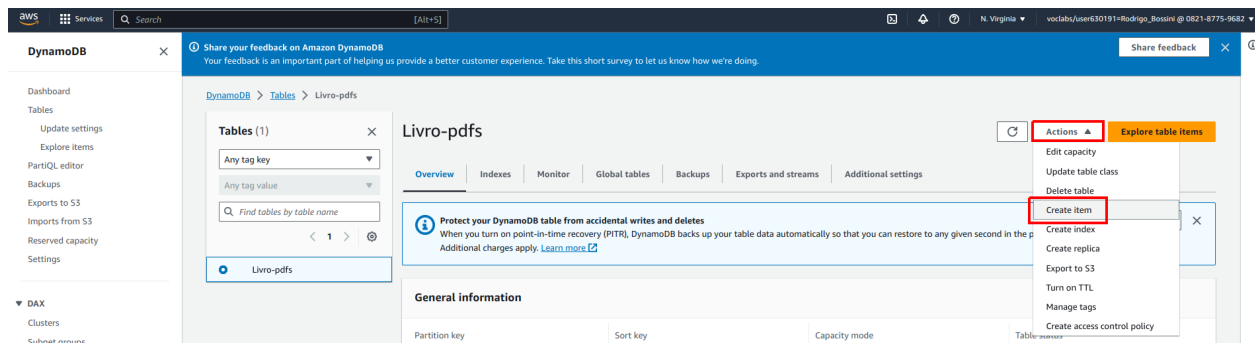 aws
Services
Search
[Alt+S]
N. Virginia
voclabs/user630191=Rodrigo_Bossini @ 0821-8775-9682
DynamoDB
Share your feedback on Amazon DynamoDB
Your feedback is an important part of helping us provide a better customer experience. Take this short survey to let us know how we're doing.
Share feedback
Dashboard
Tables
Update settings
Explore items
PartiQL editor
Backups
Exports to S3
Imports from S3
Reserved capacity
Settings
DAX
Clusters
Subnet groups
DynamoDB > Tables > Livro-pdfs
Tables (1)
Any tag key
Any tag value
Find tables by table name
1
Livro-pdfs
Livro-pdfs
Actions
Explore table items
Overview
Indexes
Monitor
Global tables
Backups
Exports and streams
Additional settings
Edit capacity
Update table class
Delete table
Create item
Create index
Create replica
Export to S3
Turn on TTL
Manage tags
Create access control policy
Protect your DynamoDB table from accidental writes and deletes
When you turn on point-in-time recovery (PITR), DynamoDB backs up your table data automatically so that you can restore to any given second in the
Additional charges apply. Learn more
General information
Partition key
Sort key
Capacity mode
Table status